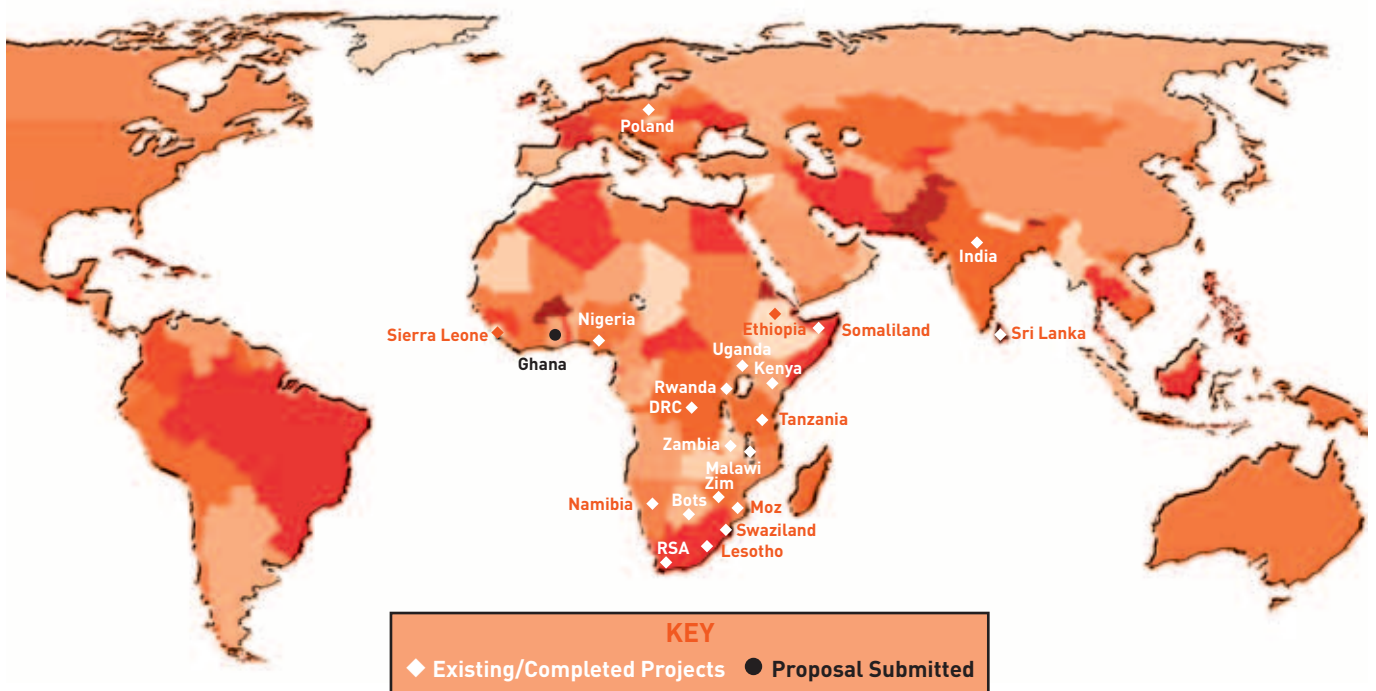 Poland
India
Nigeria
Sierra Leone
Ethiopia
Somaliland
Sri Lanka
Ghana
Uganda
Kenya
Rwanda
DRC
Tanzania
Zambia
Malawi
Zim
Namibia
Bots
Moz
Swaziland
RSA
Lesotho
KEY
Existing/Completed Projects
Proposal Submitted